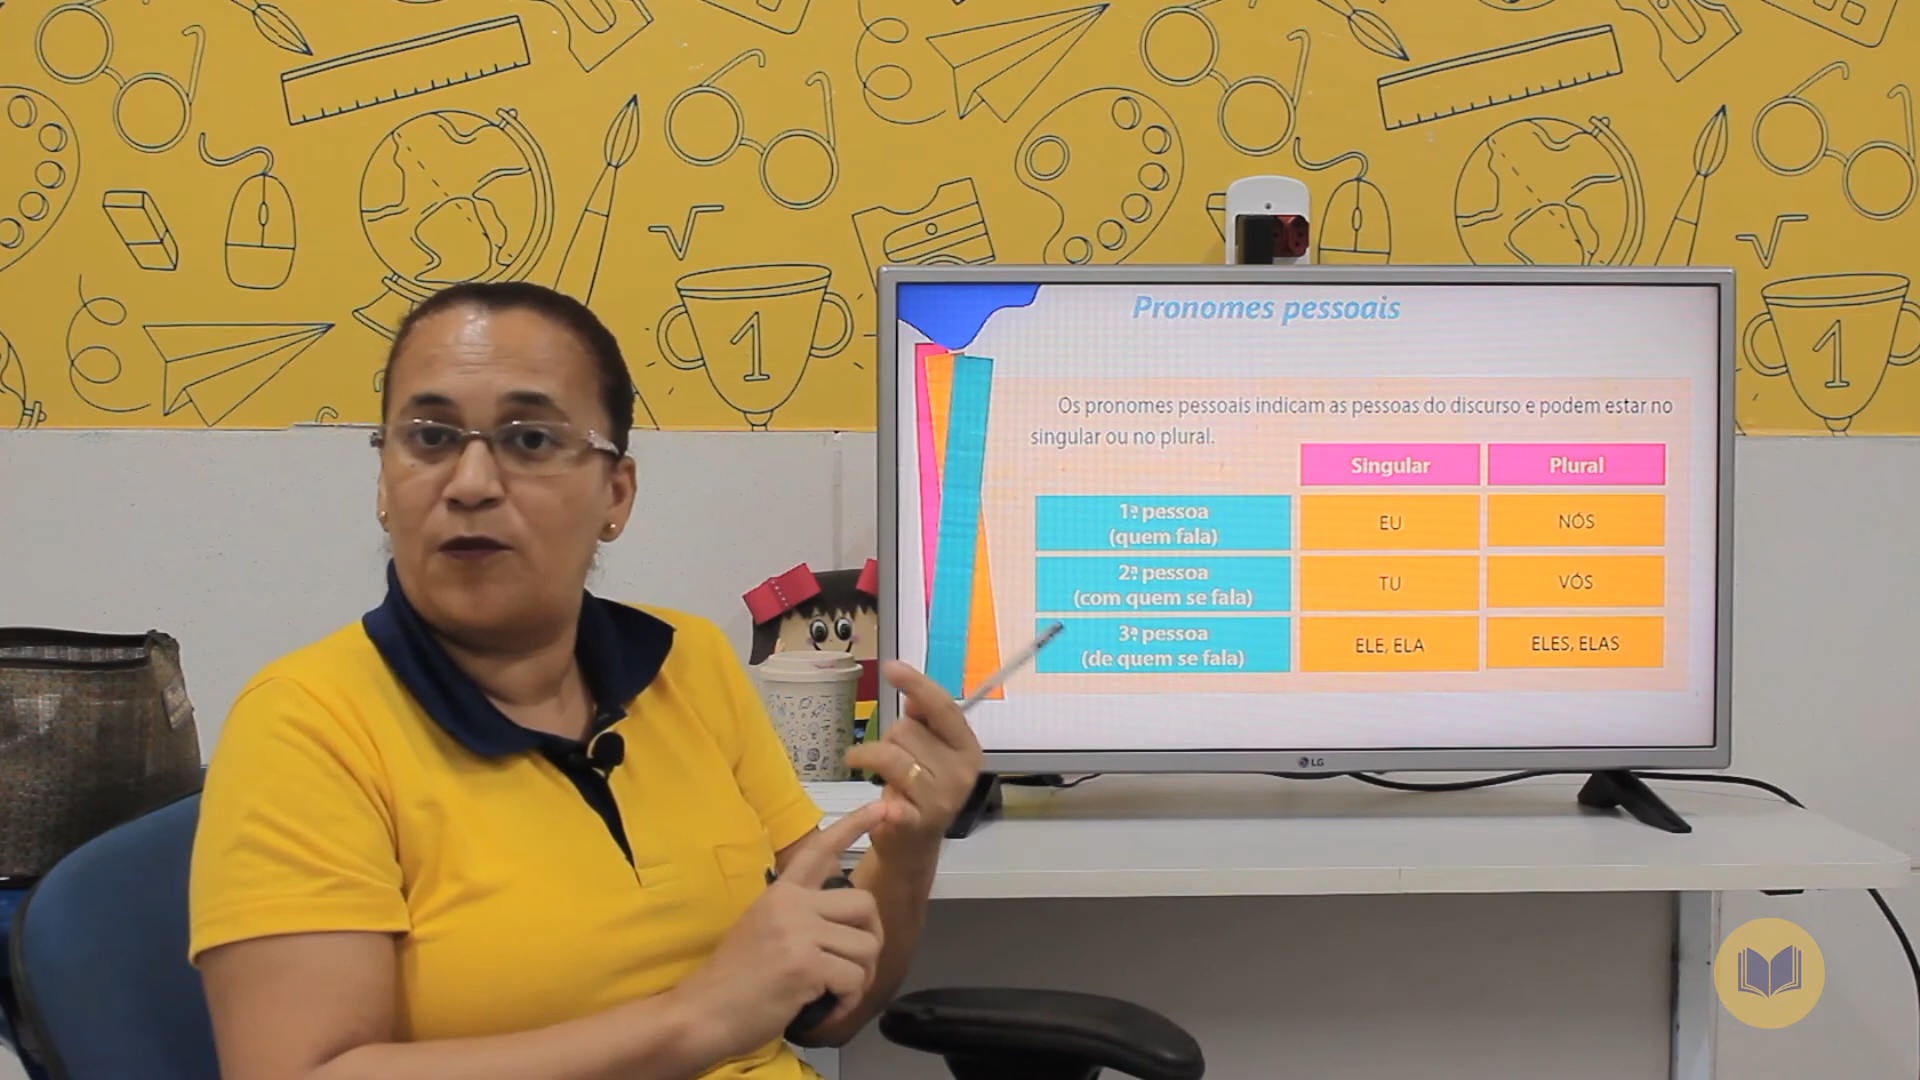 Pronomes pessoais
Os pronomes pessoais indicam as pessoas do discurso e podem estar no
singular ou no plural.
Singular Plural
1ª pessoa
(quem fala)
EU NÓS
2ª pessoa
(com quem se fala)
TU VÓS
3ª pessoa
(de quem se fala)
ELE, ELA ELES, ELAS
LG
1
1